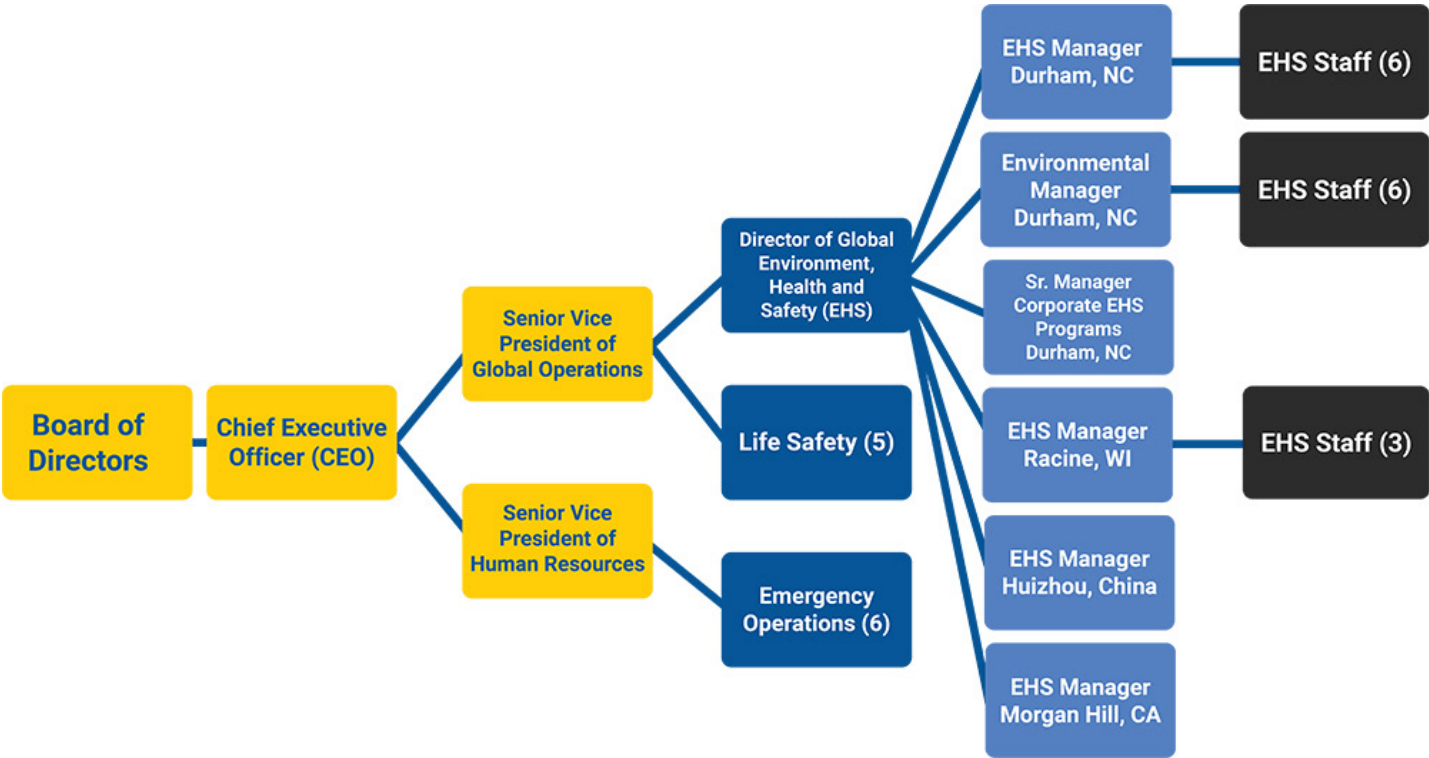 Board of
Directors
Chief Executive
Officer (CEO)
Senior Vice
President of
Global Operations
Senior Vice
President of
Human Resources
Director of Global
Environment,
Health and
Safety (EHS)
Life Safety (5)
Emergency
Operations (6)
EHS Manager
Durham, NC
Environmental
Manager
Durham, NC
Sr. Manager
Corporate EHS
Programs
Durham, NC
EHS Manager
Racine, WI
EHS Manager
Huizhou, China
EHS Manager
Morgan Hill, CA
EHS Staff (6)
EHS Staff (6)
EHS Staff (3)